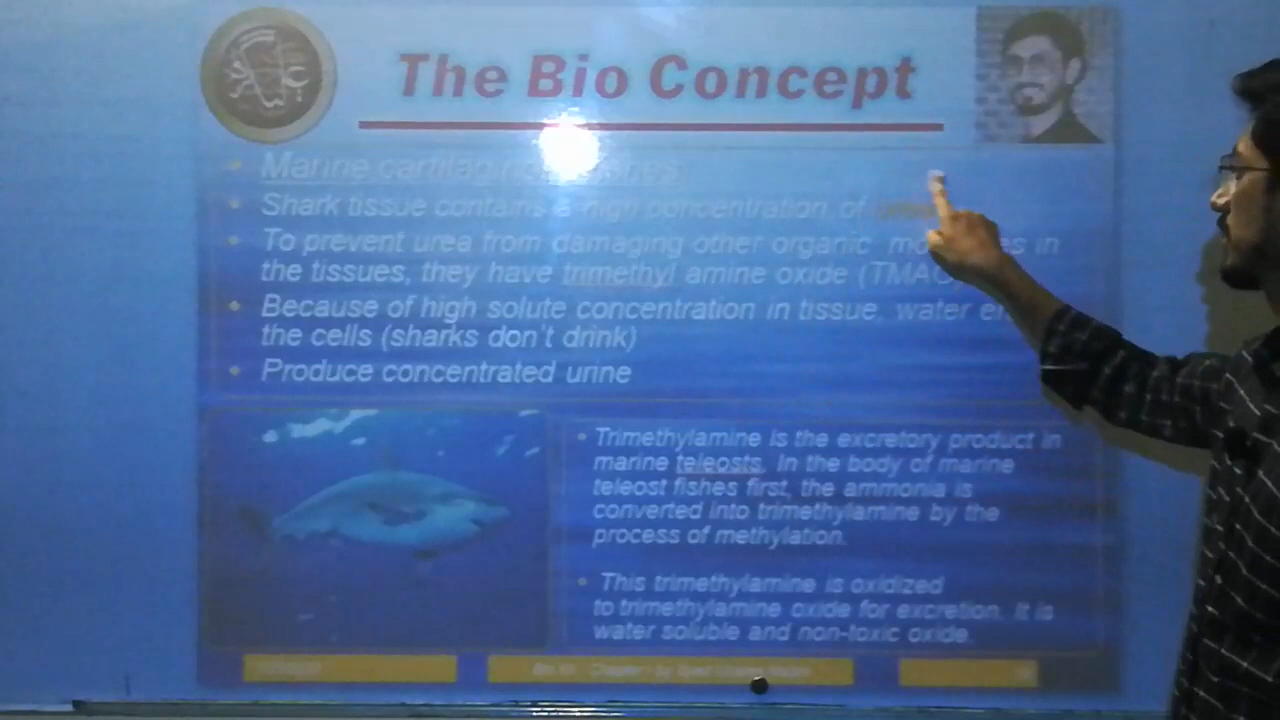 The Bio Concept
Marine
Shark tissue contains a high concentration of
To prevent urea from damaging other organic in
the tissues, they have trimethyl amine oxide (TMAO
Because of high solute concentration in tissue, water
the cells (sharks don't drink)
Produce concentrated urine
Trimethylamine is the excretory product in
marine teleosts. In the body of marine
teleost fishes first, the ammonia is
converted into trimethylamine by the
process of methylation.
This trimethylamine is oxidized
to trimethylamine oxide for excretion. It is
water soluble and non-toxic oxide.